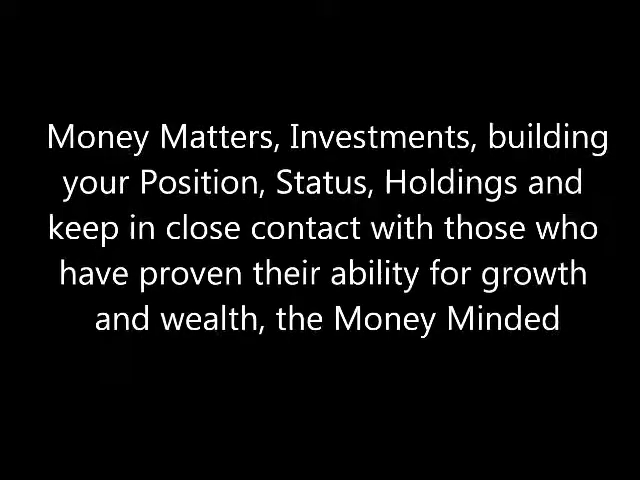 Money Matters, Investments, building
your Position, Status, Holdings and
keep in close contact with those who
have proven their ability for growth
and wealth, the Money Minded